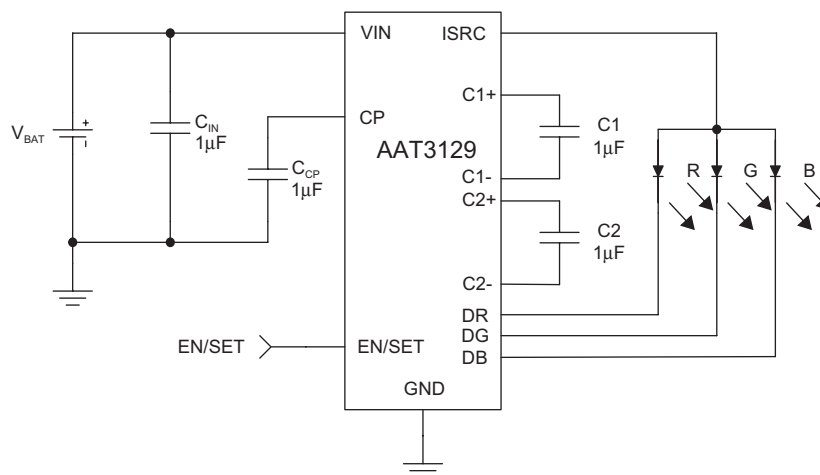 VIN
ISRC
C1+
CP
C_IN
1μF
V_BAT
+
-
C1
1μF
AAT3129
C_CP
1μF
C1-
C2+
R
G
B
C2
1μF
C2-
DR
DG
DB
EN/SET
EN/SET
GND